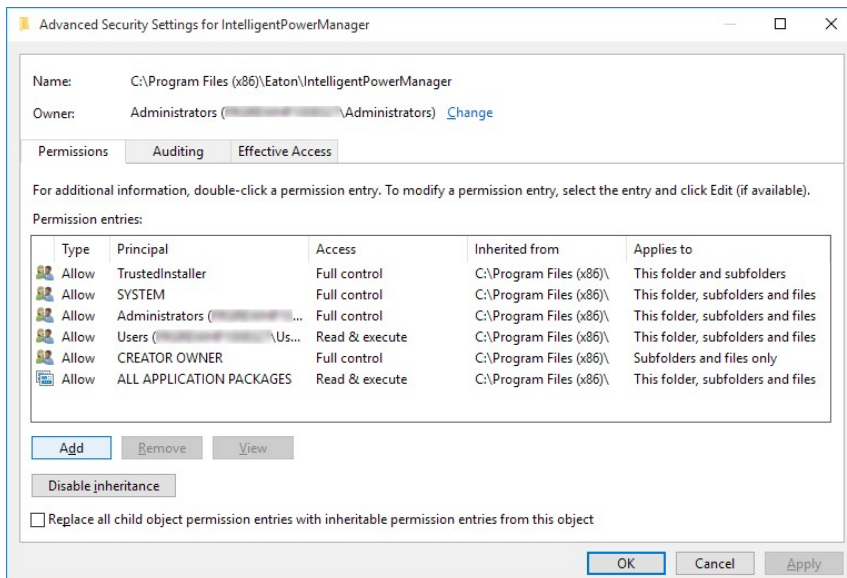 Advanced Security Settings for IntelligentPowerManager
Name: C:\Program Files (x86)\Eaton\IntelligentPowerManager
Owner: Administrators ( \Administrators) Change
Permissions Auditing Effective Access
For additional information, double-click a permission entry. To modify a permission entry, select the entry and click Edit (if available).
Permission entries:
Type Principal Access Inherited from Applies to
Allow TrustedInstaller Full control C:\Program Files (x86)\ This folder and subfolders
Allow SYSTEM Full control C:\Program Files (x86)\ This folder, subfolders and files
Allow Administrators ( ... Full control C:\Program Files (x86)\ This folder, subfolders and files
Allow Users ( \Us... Read & execute C:\Program Files (x86)\ This folder, subfolders and files
Allow CREATOR OWNER Full control C:\Program Files (x86)\ Subfolders and files only
Allow ALL APPLICATION PACKAGES Read & execute C:\Program Files (x86)\ This folder, subfolders and files
Add Remove View
Disable inheritance
Replace all child object permission entries with inheritable permission entries from this object
OK Cancel Apply